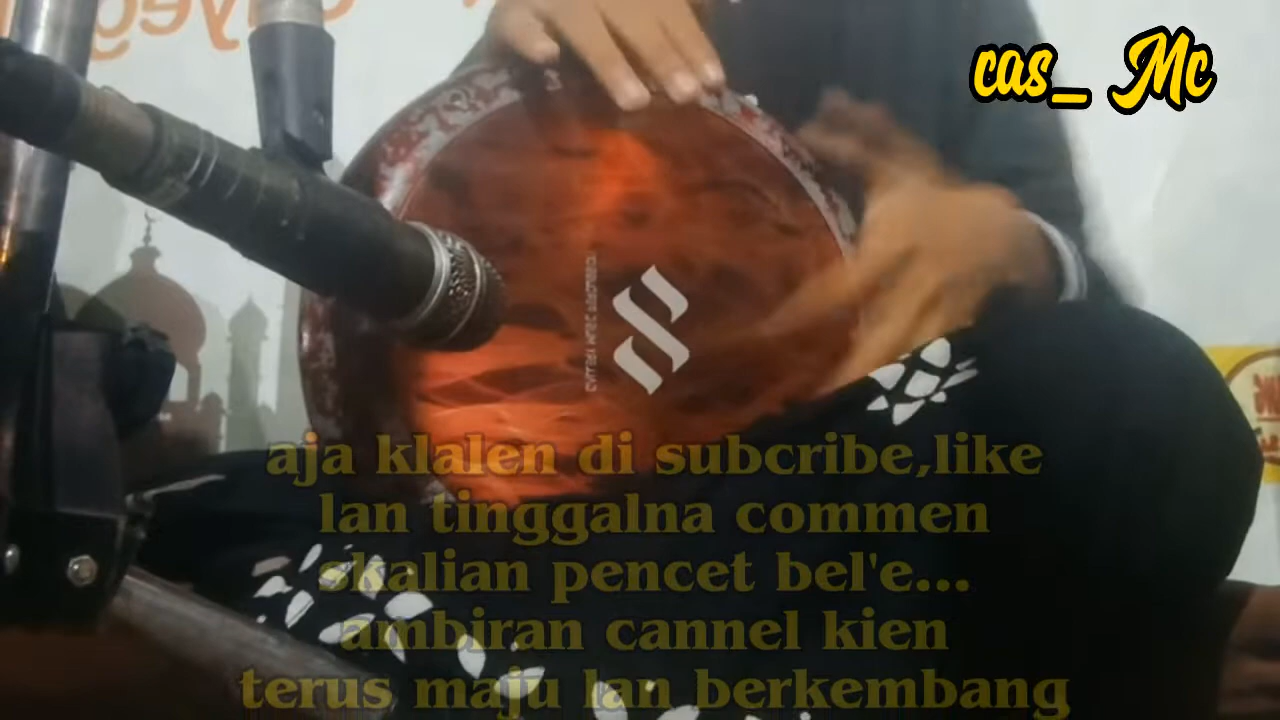 cas_ Mc
aja klalen di subcribe,like
lan tinggalna commen
skalian pencet bel'e...
ambiran cannel kien
terus maju lan berkembang